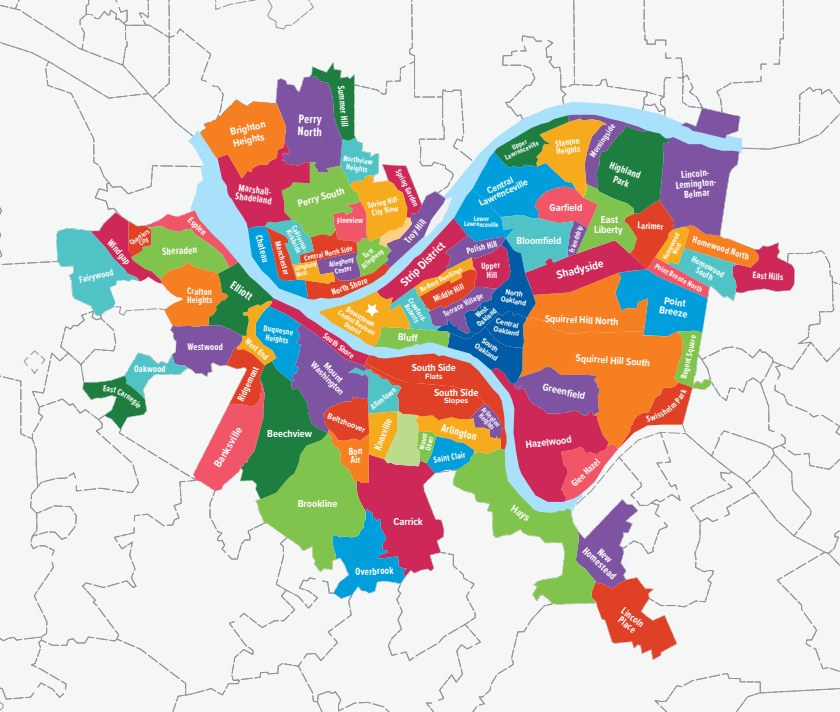 Summer Hill
Perry
North
Brighton
Heights
Northview
Heights
Marshall-
Shadeland
Perry South
Spring Garden
Spring Hill-
City View
Fineview
Troy Hill
Chateau
Manchester
California
Kirkbride
Central North Side
Allegheny
West
Allegheny
Center
East
Allegheny
North Shore
Esplen
Chartiers
City
Windgap
Sheraden
Fairywood
Crafton
Heights
Elliott
Westwood
Oakwood
East Carnegie
West End
Ridgemont
Duquesne
Heights
South Shore
Mount
Washington
Banksville
Beechview
Beltzhoover
Bon
Air
Allentown
Knoxville
Brookline
Overbrook
Carrick
South Side
Flats
South Side
Slopes
Arlington
Arlington
Heights
Mount
Oliver
Saint Clair
Hays
New
Homestead
Lincoln
Place
Downtown
Central Business
District
Bluff
Crawford-
Roberts
Strip District
Polish Hill
Bedford Dwellings
Middle Hill
Upper
Hill
Terrace Village
West
Oakland
North
Oakland
Central
Oakland
South
Oakland
Upper
Lawrenceville
Central
Lawrenceville
Lower
Lawrenceville
Stanton
Heights
Morningside
Highland
Park
Lincoln-
Lemington-
Belmar
Garfield
Bloomfield
Friendship
East
Liberty
Larimer
Shadyside
Homewood
West
Homewood North
Homewood
South
East Hills
Point Breeze North
Point
Breeze
Squirrel Hill North
Squirrel Hill South
Regent Square
Swisshelm Park
Greenfield
Hazelwood
Glen Hazel